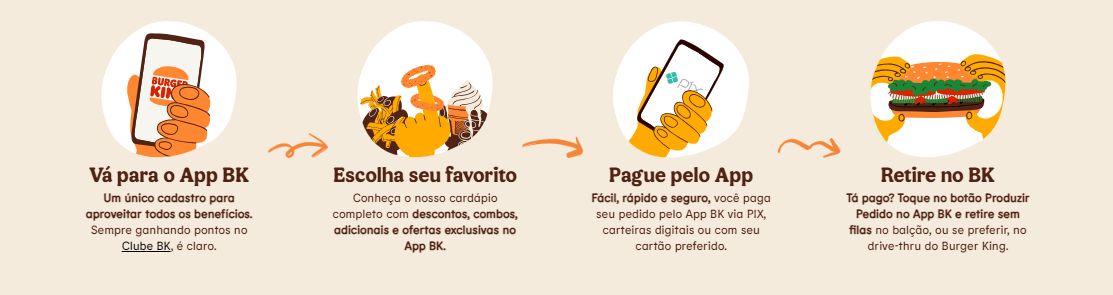 BURGER
KING
pix
Vá para o App BK
Um único cadastro para
aproveitar todos os benefícios.
Sempre ganhando pontos no
Clube BK, é claro.
Escolha seu favorito
Conheça o nosso cardápio
completo com descontos, combos,
adicionais e ofertas exclusivas no
App BK.
Pague pelo App
Fácil, rápido e seguro, você paga
seu pedido pelo App BK via PIX,
carteiras digitais ou com seu
cartão preferido.
Retire no BK
Tá pago? Toque no botão Produzir
Pedido no App BK e retire sem
filas no balção, ou se preferir, no
drive-thru do Burger King.